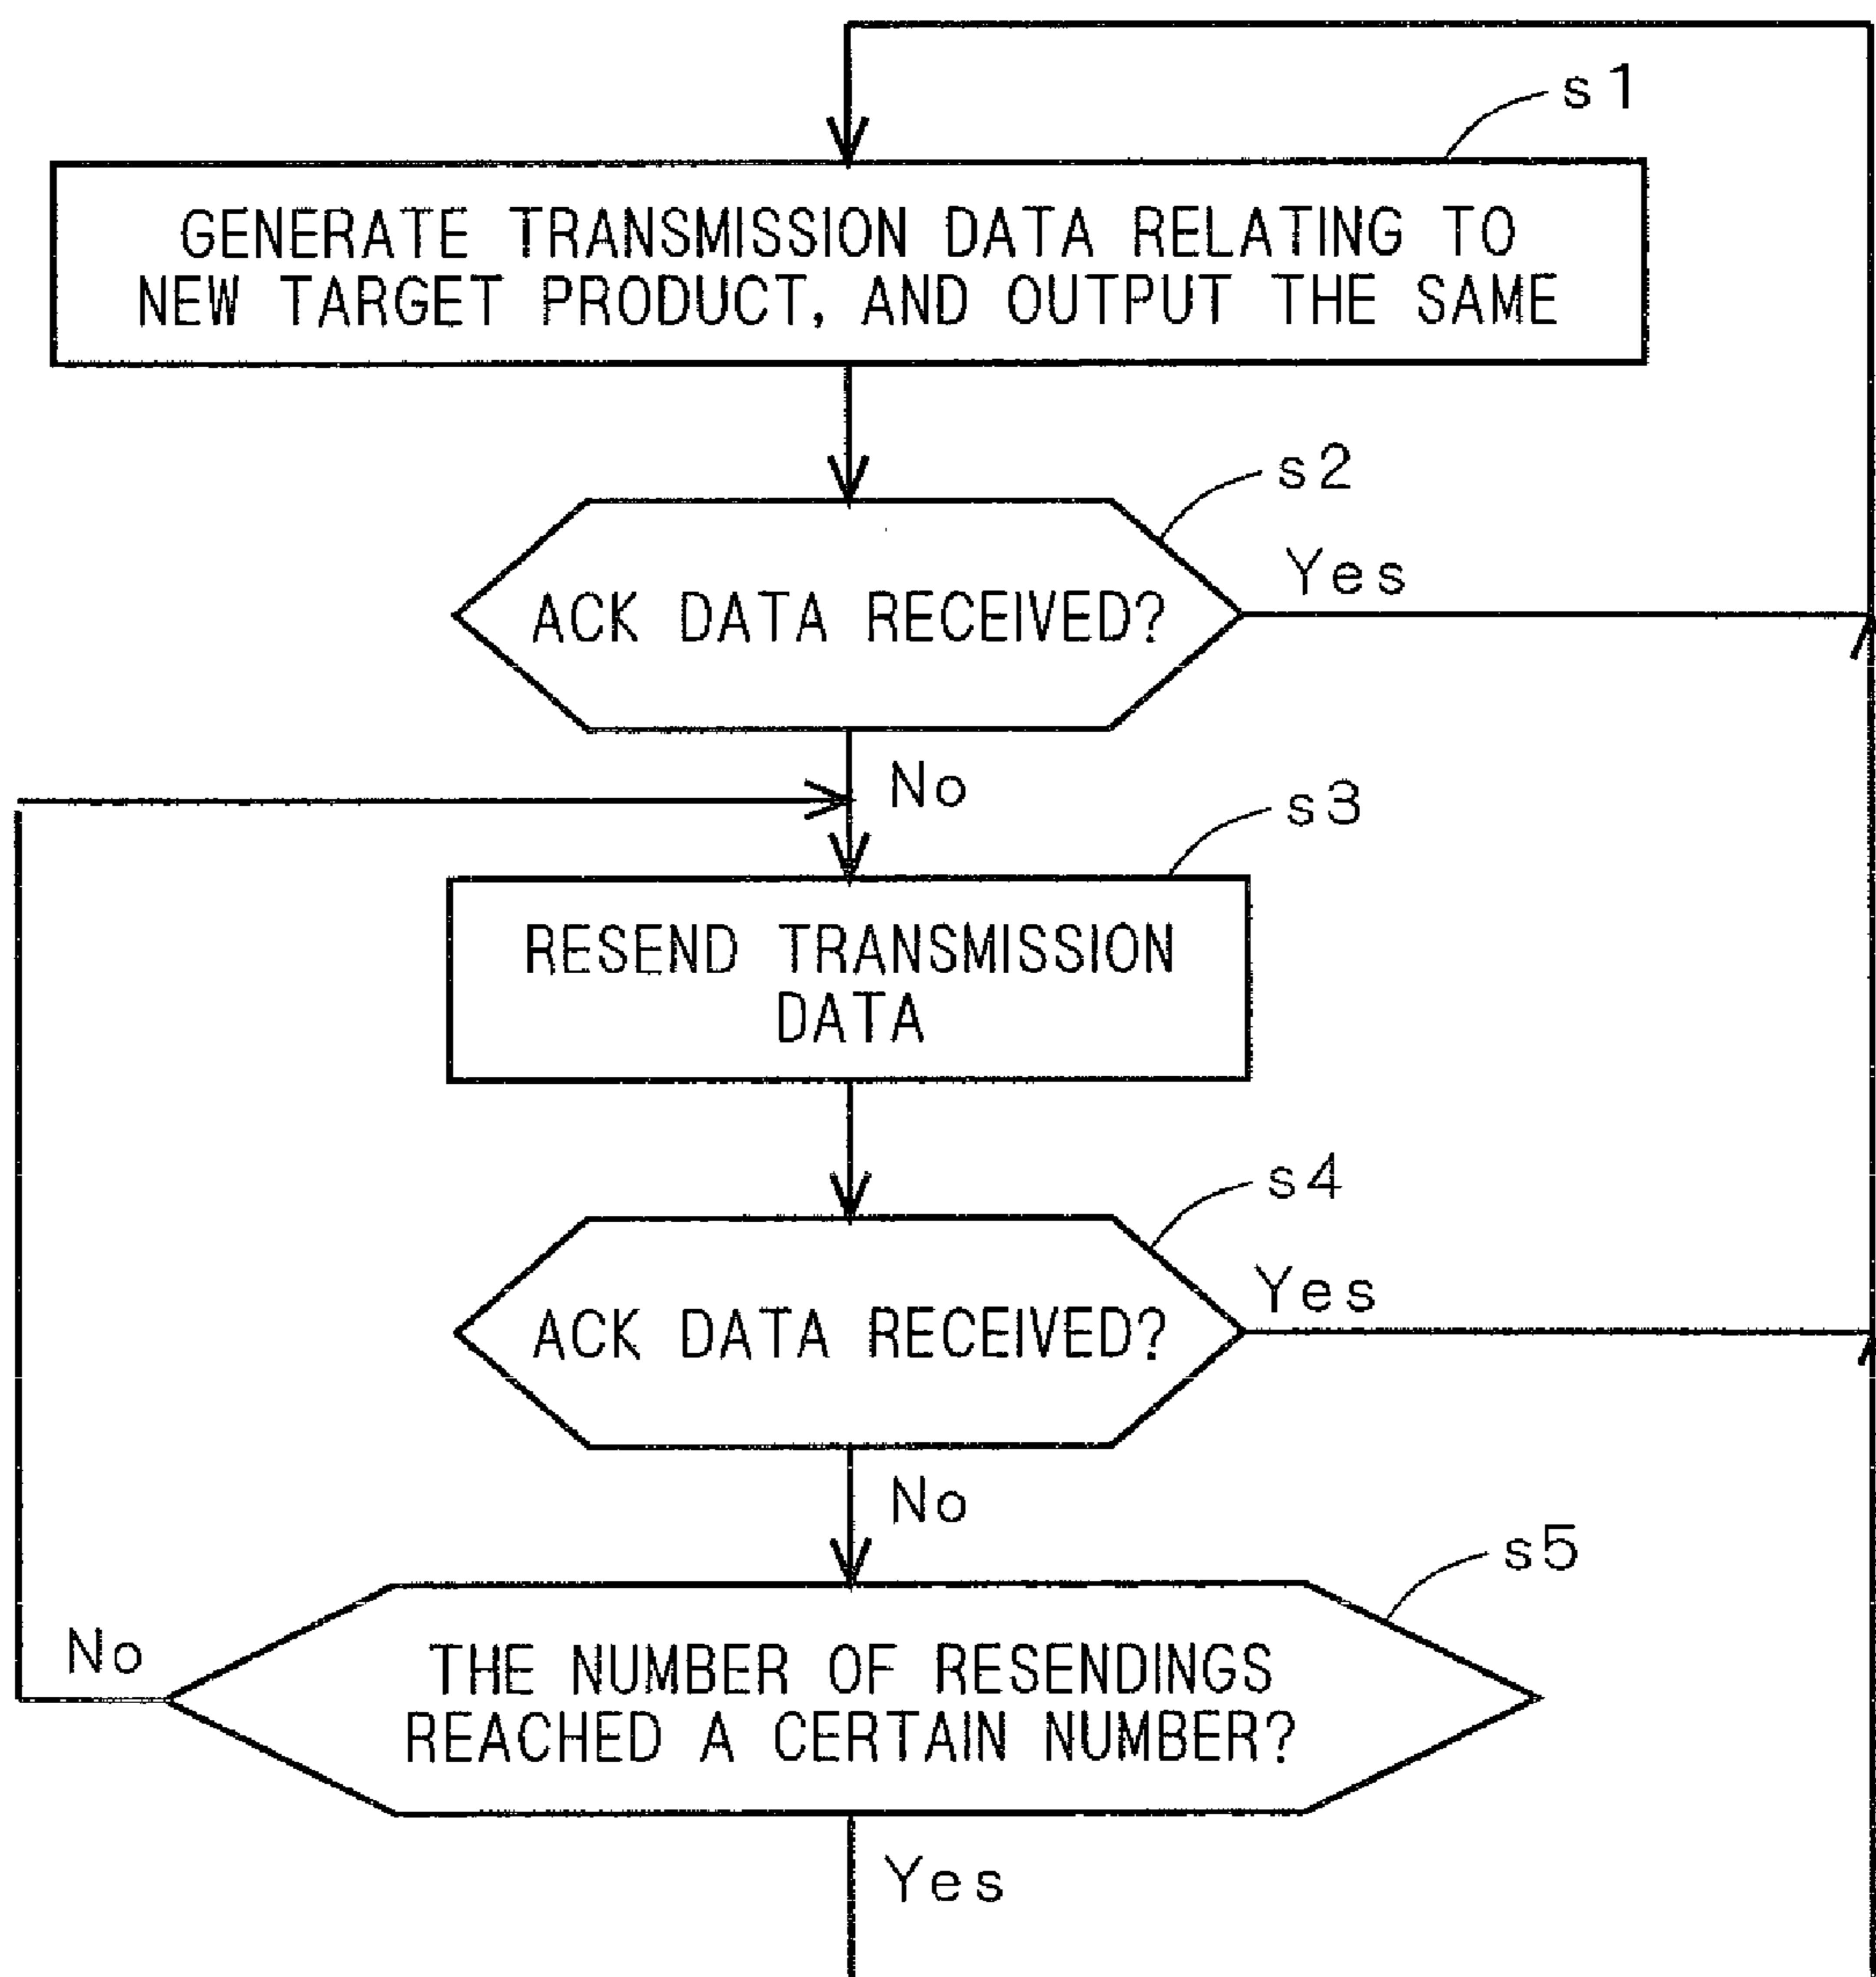 s1
GENERATE TRANSMISSION DATA RELATING TO
NEW TARGET PRODUCT, AND OUTPUT THE SAME
s2
ACK DATA RECEIVED?
Yes
No
s3
RESEND TRANSMISSION
DATA
s4
ACK DATA RECEIVED?
Yes
No
s5
No
THE NUMBER OF RESENDINGS
REACHED A CERTAIN NUMBER?
Yes